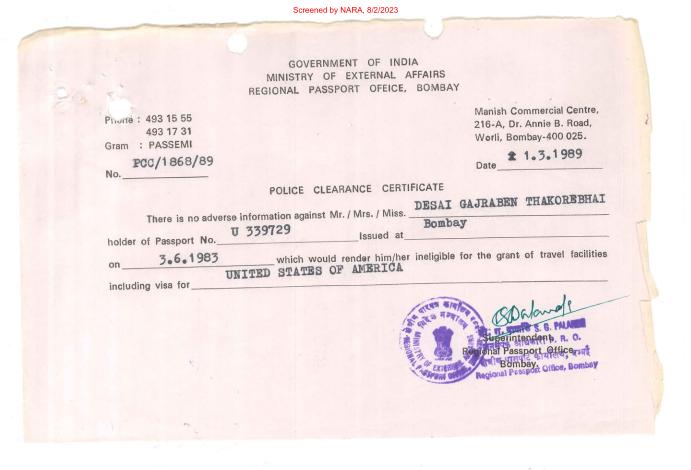 Screened by NARA, 8/2/2023
GOVERNMENT OF INDIA
MINISTRY OF EXTERNAL AFFAIRS
REGIONAL PASSPORT OFEICE, BOMBAY
Phone : 493 15 55
493 17 31
Gram : PASSEMI
No. PCC/1868/89
Manish Commercial Centre,
216-A, Dr. Annie B. Road,
Worli, Bombay-400 025.
Date 1.3.1989
POLICE CLEARANCE CERTIFICATE
There is no adverse information against Mr. / Mrs. / Miss. DESAI GAJRABEN THAKOREBHAI
holder of Passport No. U 339729 Issued at Bombay
on 3.6.1983 which would render him/her ineligible for the grant of travel facilities
including visa for UNITED STATES OF AMERICA
S. G. PALANDE
Superintendent,
P. R. O.
Regional Passport Office,
Bombay.
Regional Passport Office, Bombay